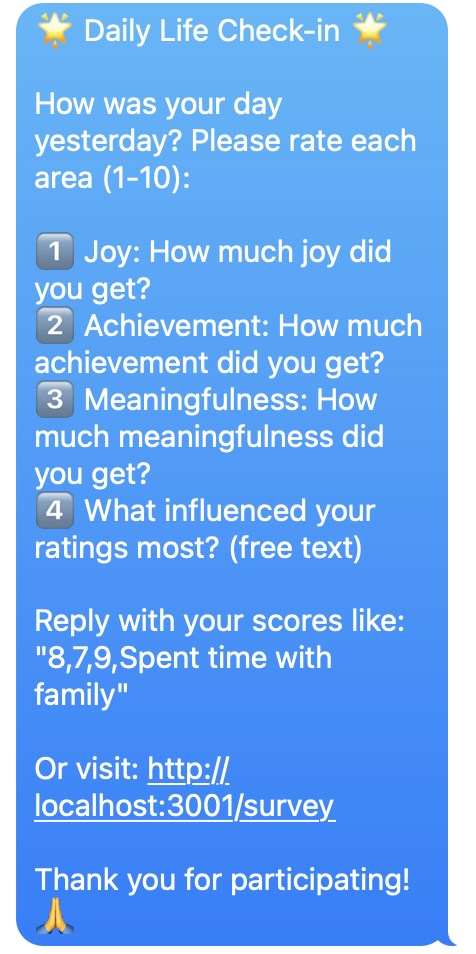 🌟 Daily Life Check-in 🌟
How was your day
yesterday? Please rate each
area (1-10):
1️⃣ Joy: How much joy did
you get?
2️⃣ Achievement: How much
achievement did you get?
3️⃣ Meaningfulness: How
much meaningfulness did
you get?
4️⃣ What influenced your
ratings most? (free text)
Reply with your scores like:
"8,7,9,Spent time with
family"
Or visit: http://
localhost:3001/survey
Thank you for participating!
🙏